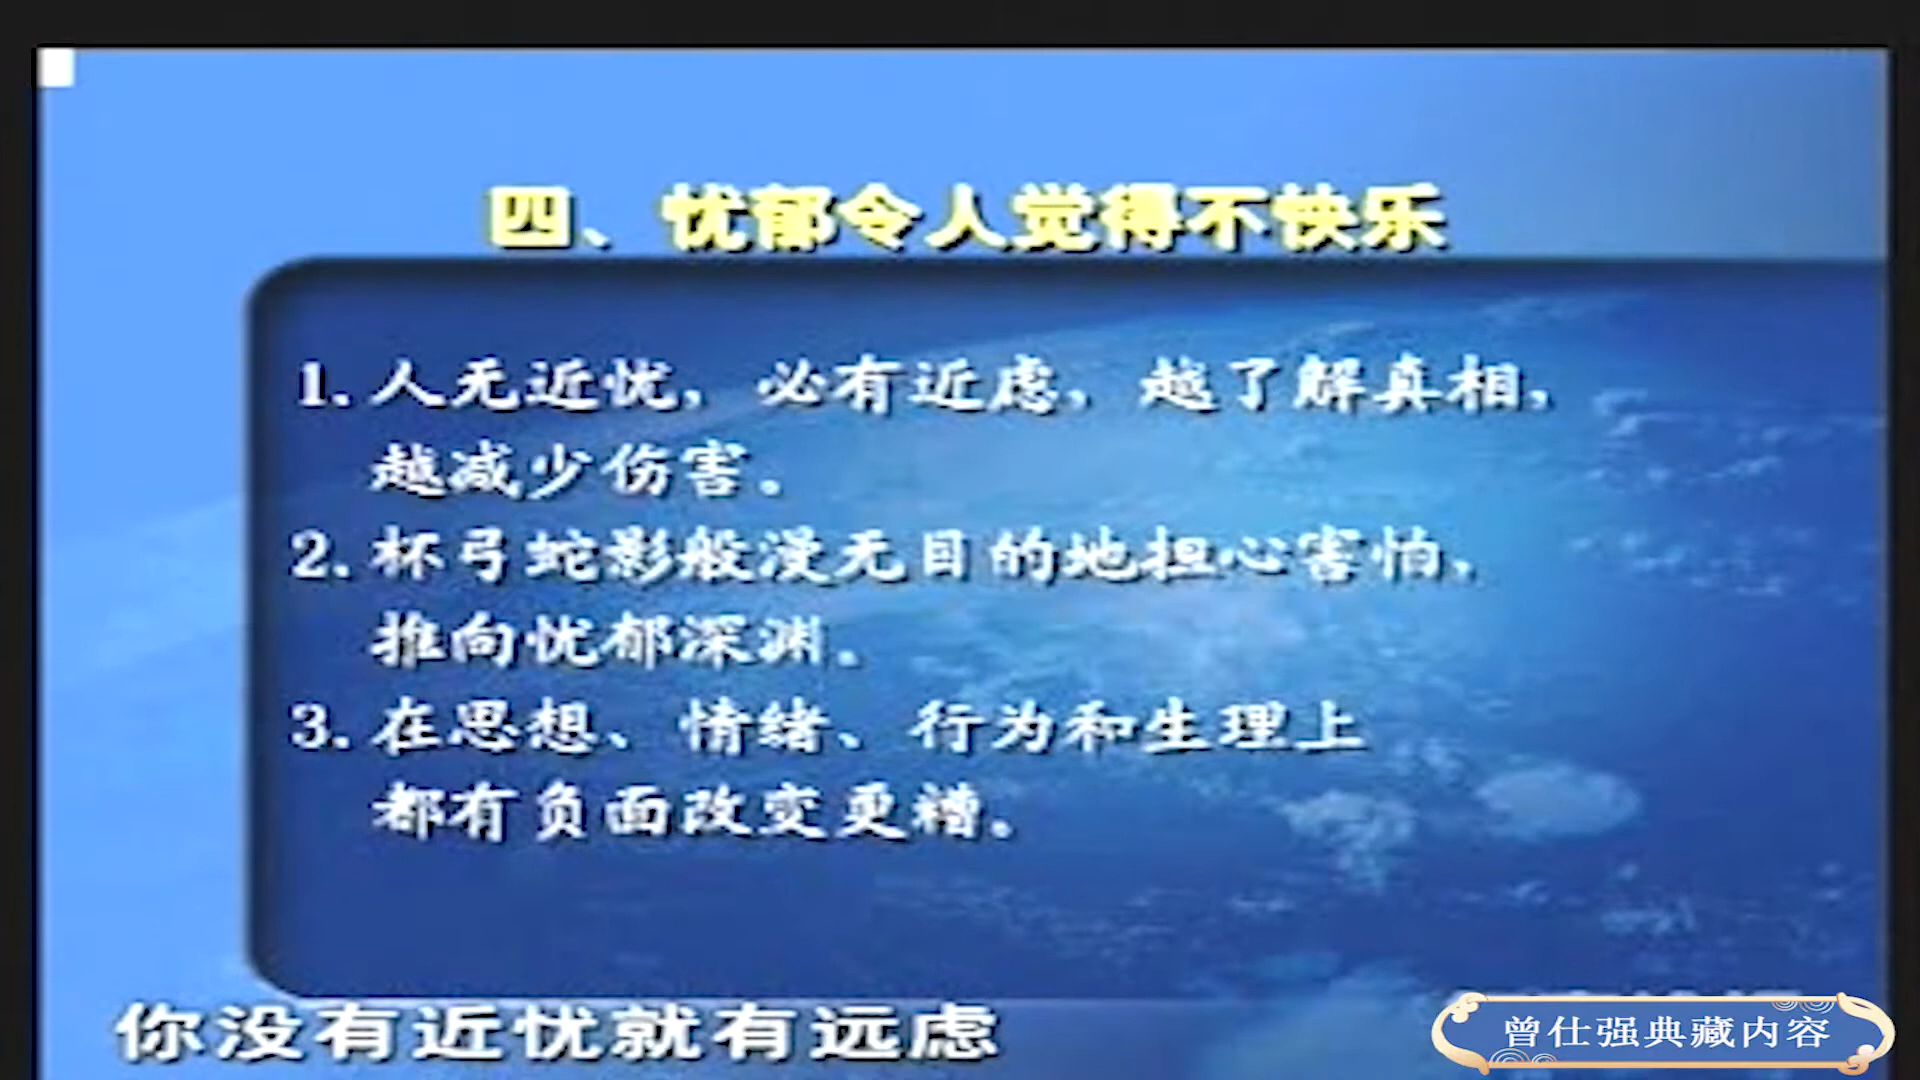 四、忧郁令人觉得不快乐
1.人无近忧，必有近虑，越了解真相，
越减少伤害。
2.杯弓蛇影般漫无目的地担心害怕，
推向忧郁深渊。
3.在思想、情绪、行为和生理上
都有负面改变更糟。
你没有近忧就有远虑
曾仕强典藏内容